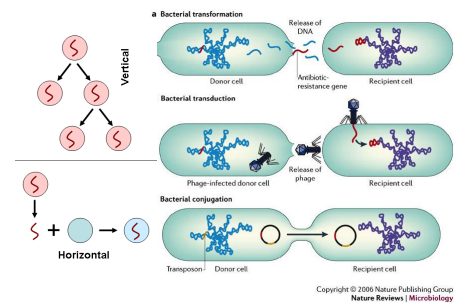 Vertical
+
Horizontal
a Bacterial transformation
Release of
DNA
Donor cell
Antibiotic-
resistance gene
Recipient cell
Bacterial transduction
Phage-infected donor cell
Release of
phage
Recipient cell
Bacterial conjugation
Transposon
Donor cell
Recipient cell
Copyright © 2006 Nature Publishing Group
Nature Reviews | Microbiology